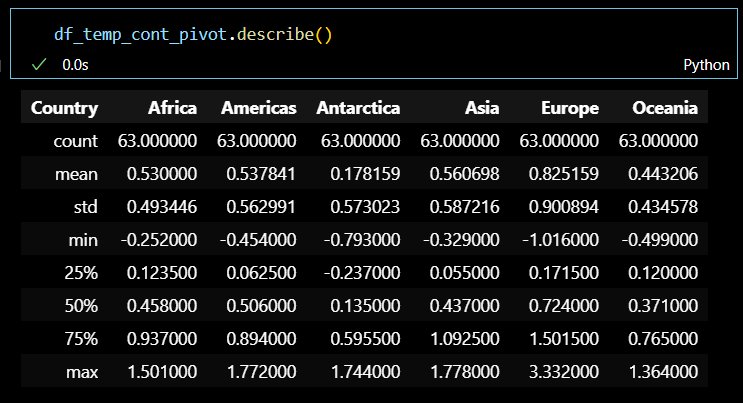 df_temp_cont_pivot.describe()
0.0s Python
Country Africa Americas Antarctica Asia Europe Oceania
count 63.000000 63.000000 63.000000 63.000000 63.000000 63.000000
mean 0.530000 0.537841 0.178159 0.560698 0.825159 0.443206
std 0.493446 0.562991 0.573023 0.587216 0.900894 0.434578
min -0.252000 -0.454000 -0.793000 -0.329000 -1.016000 -0.499000
25% 0.123500 0.062500 -0.237000 0.055000 0.171500 0.120000
50% 0.458000 0.506000 0.135000 0.437000 0.724000 0.371000
75% 0.937000 0.894000 0.595500 1.092500 1.501500 0.765000
max 1.501000 1.772000 1.744000 1.778000 3.332000 1.364000